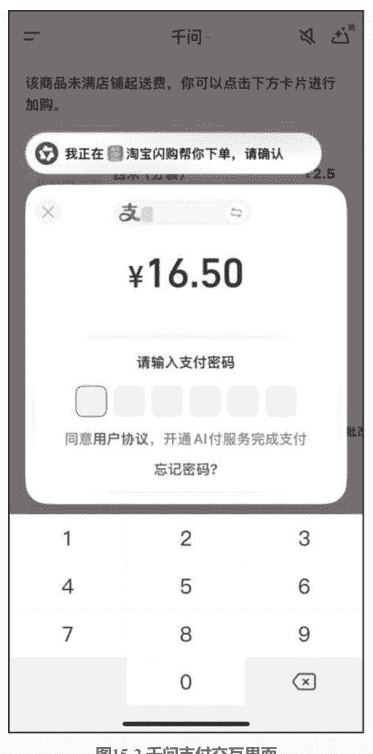 千问
该商品未满店铺起送费，你可以点击下方卡片进行
加购。
我正在 淘宝闪购帮你下单，请确认
2.5
支
¥16.50
请输入支付密码
同意用户协议，开通AI付服务完成支付
忘记密码?
1 2 3
4 5 6
7 8 9
0
图15.2 千问支付交互界面